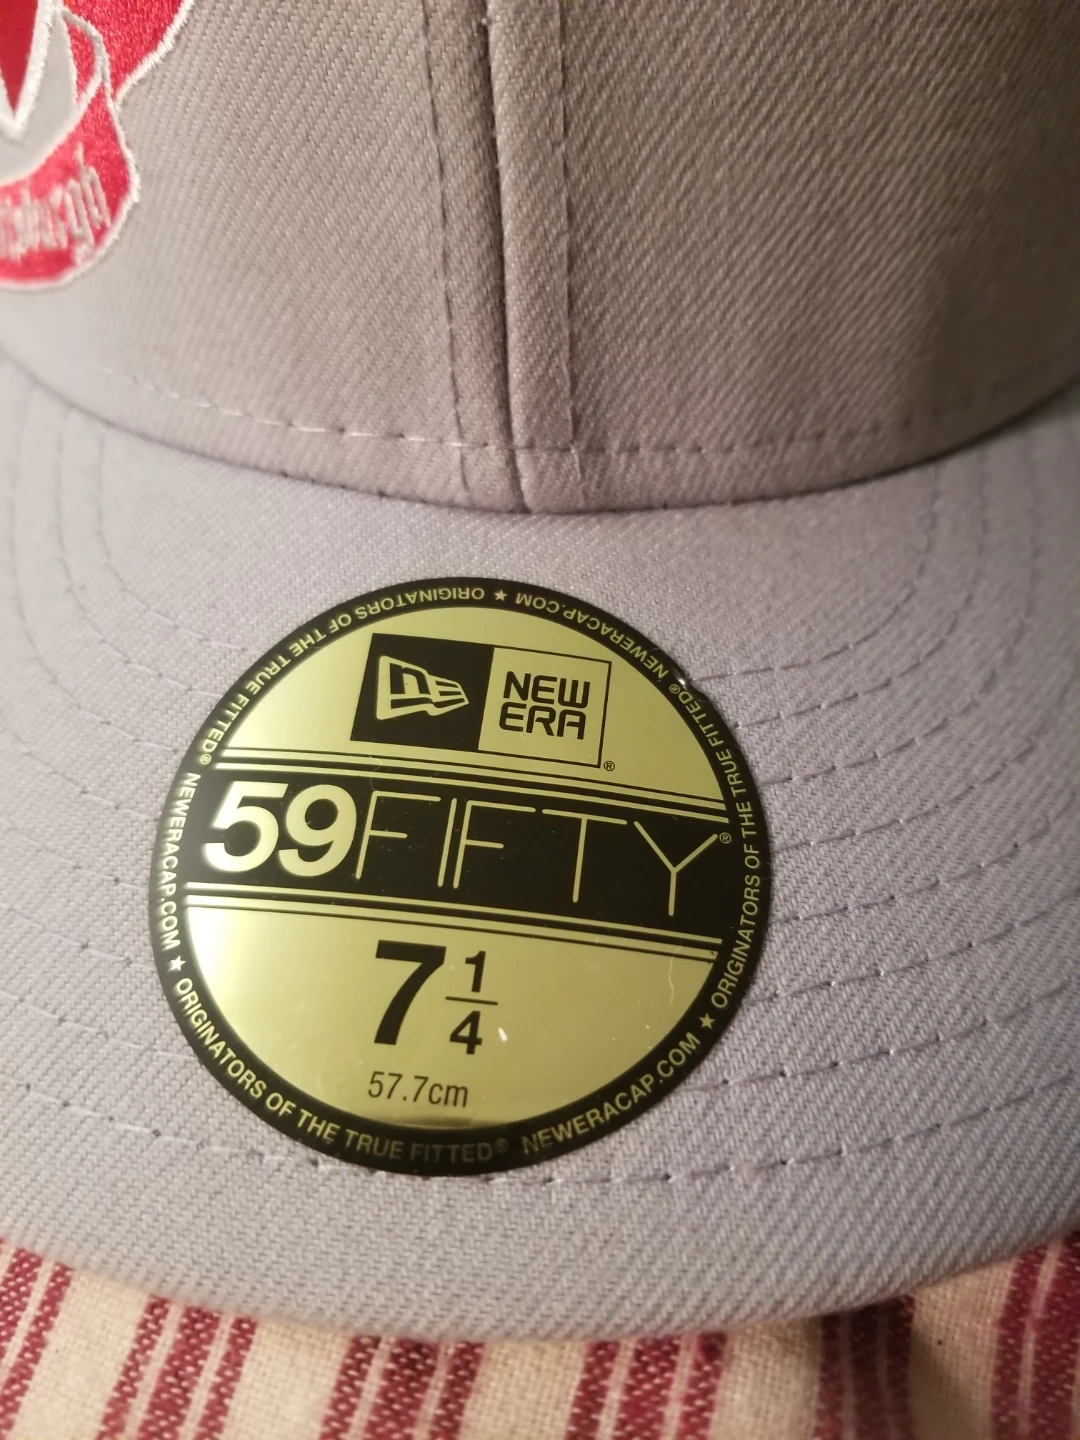 NEW
ERA
®
59FIFTY®
7 1/4
57.7cm
ORIGINATORS OF THE TRUE FITTED® NEWERACAP.COM ★ ORIGINATORS OF THE TRUE FITTED® NEWERACAP.COM ★ ORIGINATORS OF THE TRUE FITTED® NEWERACAP.COM ★